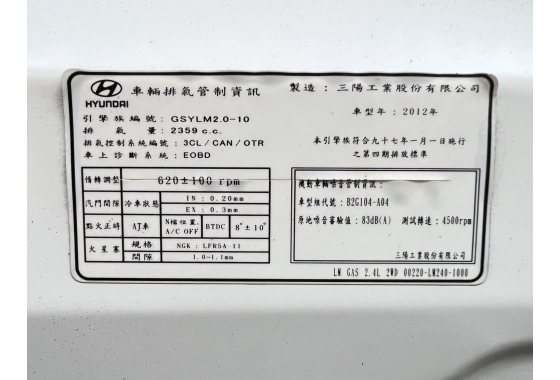 HYUNDAI
車輛排氣管制資訊
製造：三陽工業股份有限公司
車型年：2012年
引擎族編號：GSYLM2.0-10
排氣量：2359 c.c.
排氣控制系統編號：3CL/CAN/OTR
車上診斷系統：EOBD
本引擎族符合九十七年一月一日施行
之第四期排放標準
惰轉調整 620±100 rpm
汽門間隙 冷車狀態 IN：0.20mm
EX：0.3mm
點火正時 A/T車 N檔位置, A/C OFF BTDC 8°±10°
火星塞 規格 NGK：LFR5A-11
間隙 1.0-1.1mm
機動車輛噪音管制資訊：
車型組代號：B2G104-A04
原地噪音審驗值：83dB(A) 測試轉速：4500rpm
三陽工業股份有限公司
LM GAS 2.4L 2WD 00220-LM240-1000